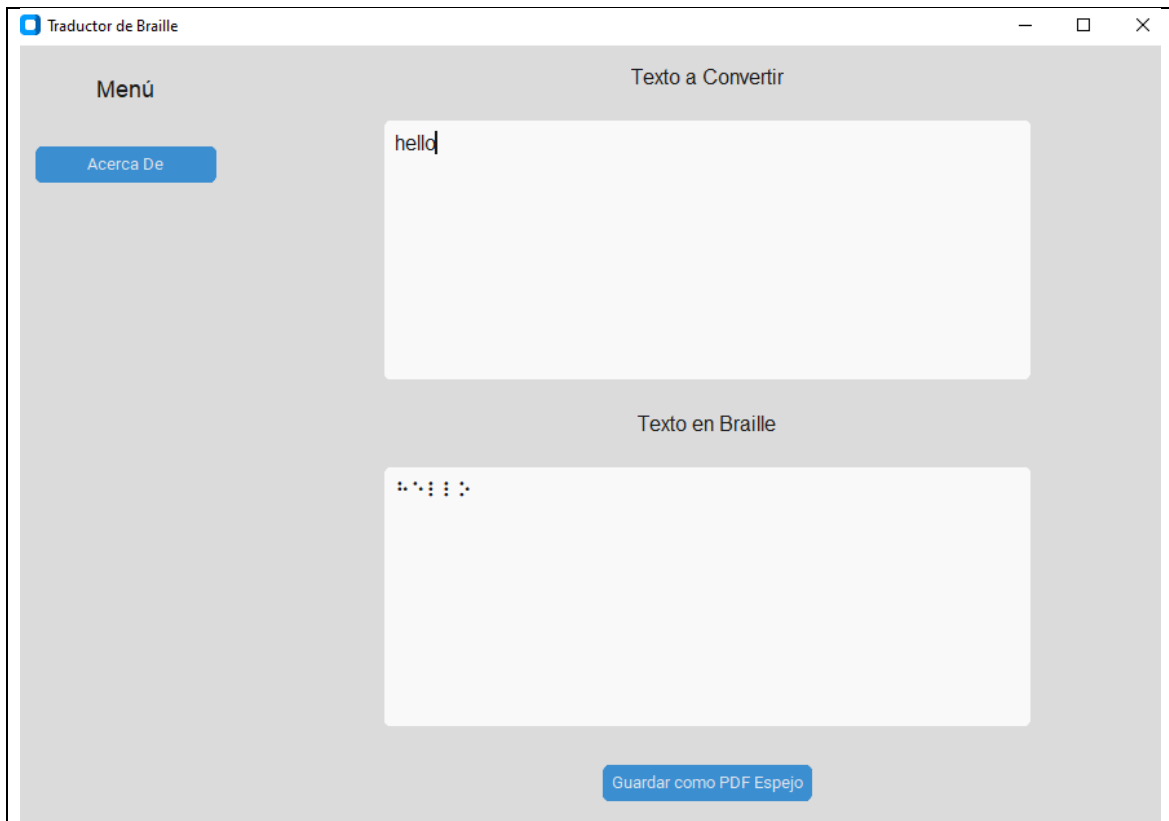 Traductor de Braille
Menú
Acerca De
Texto a Convertir
hello
Texto en Braille
⠓⠑⠇⠇⠕
Guardar como PDF Espejo